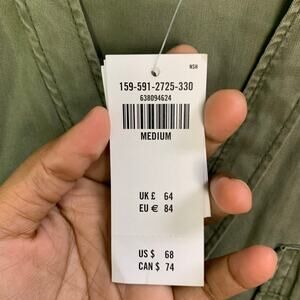 NSH
159-591-2725-330
638094624
MEDIUM
UK £ 64
EU € 84
US $ 68
CAN $ 74